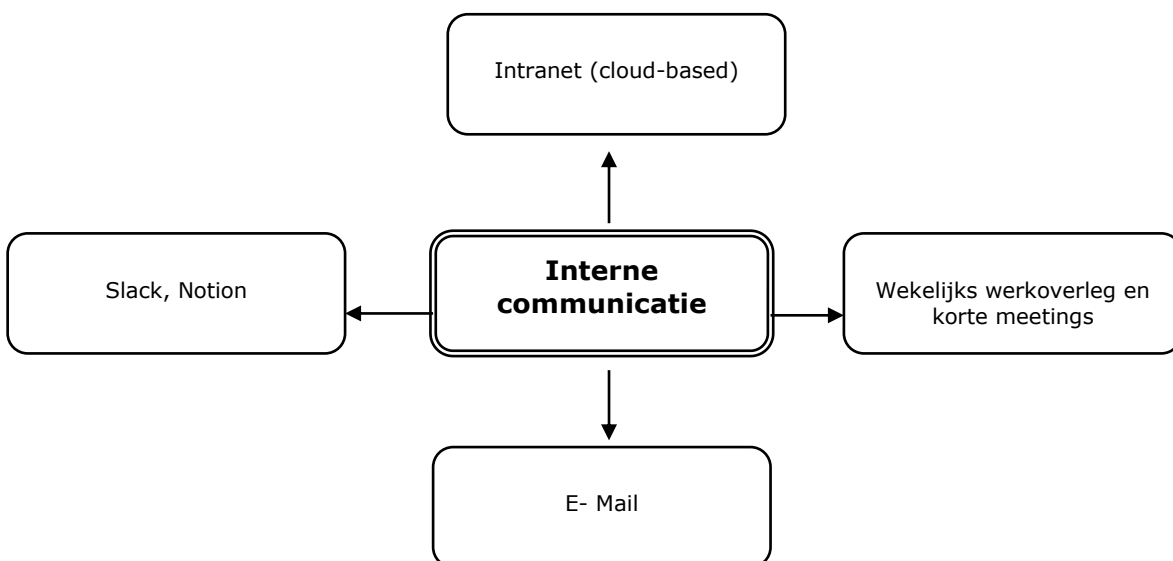 Intranet (cloud-based)
Slack, Notion
Interne
communicatie
Wekelijks werkoverleg en
korte meetings
E- Mail